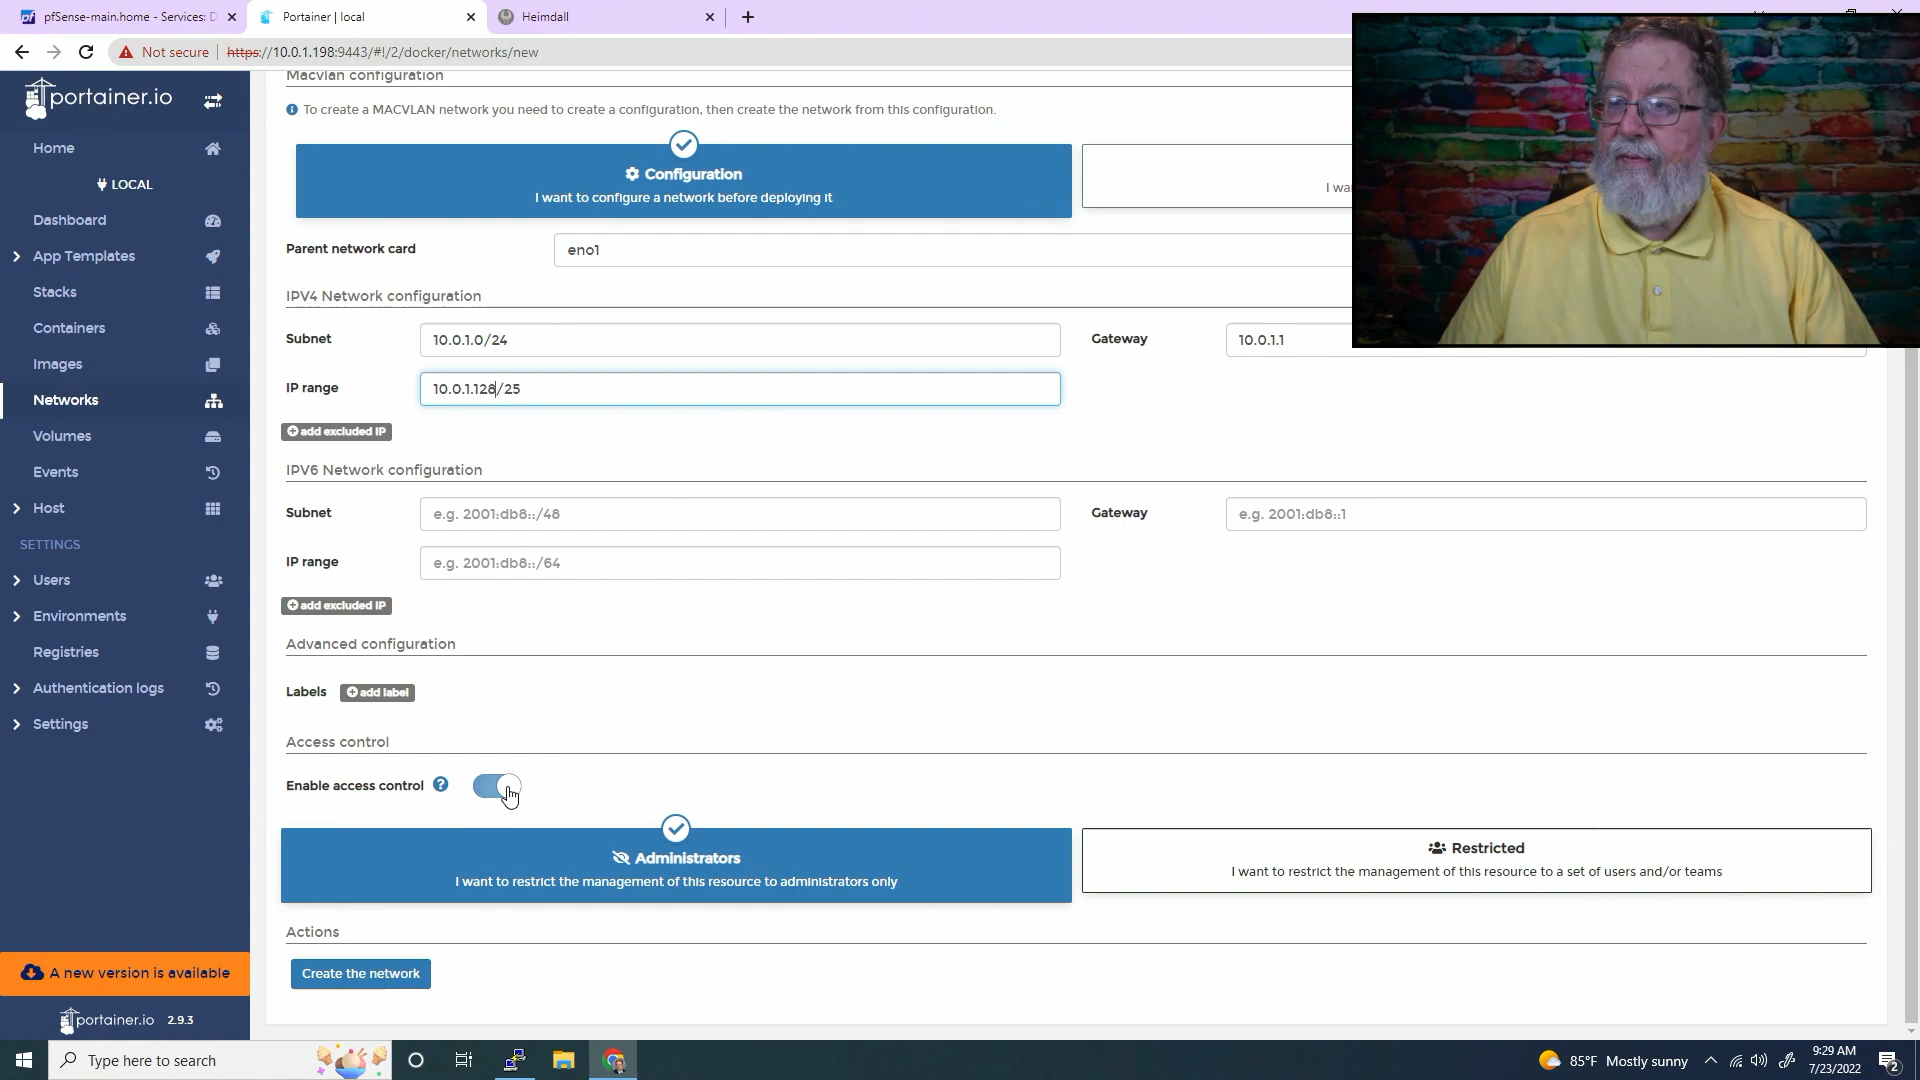 pfSense-main.home - Services: D
Portainer | local
Heimdall
Not secure
https://10.0.1.198:9443/#!/2/docker/networks/new
portainer.io
Home
LOCAL
Dashboard
App Templates
Stacks
Containers
Images
Networks
Volumes
Events
Host
SETTINGS
Users
Environments
Registries
Authentication logs
Settings
A new version is available
portainer.io 2.9.3
Macvlan configuration
To create a MACVLAN network you need to create a configuration, then create the network from this configuration.
Configuration
I want to configure a network before deploying it
I wa
Parent network card
eno1
IPV4 Network configuration
Subnet
10.0.1.0/24
Gateway
10.0.1.1
IP range
10.0.1.128/25
add excluded IP
IPV6 Network configuration
Subnet
e.g. 2001:db8::/48
Gateway
e.g. 2001:db8::1
IP range
e.g. 2001:db8::/64
add excluded IP
Advanced configuration
Labels
add label
Access control
Enable access control
Administrators
I want to restrict the management of this resource to administrators only
Restricted
I want to restrict the management of this resource to a set of users and/or teams
Actions
Create the network
Type here to search
85°F Mostly sunny
9:29 AM
7/23/2022
2